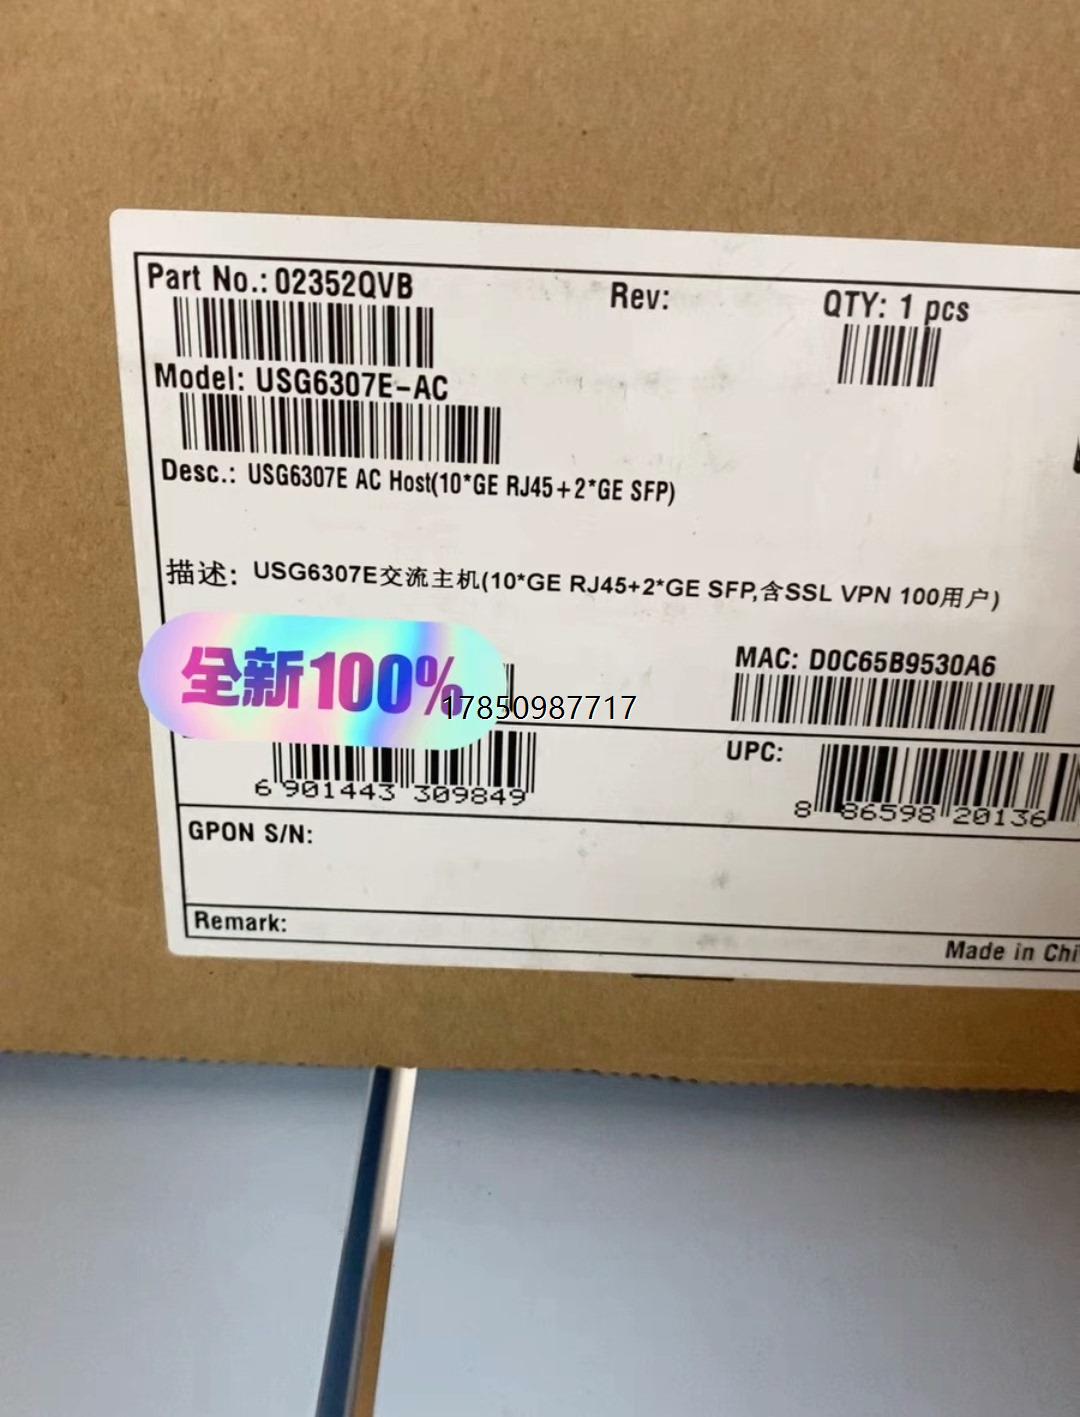 Part No.: 02352QVB
Rev:
QTY: 1 pcs
Model: USG6307E-AC
Desc.: USG6307E AC Host(10*GE RJ45+2*GE SFP)
描述: USG6307E交流主机(10*GE RJ45+2*GE SFP,含SSL VPN 100用户)
全新100%
17850987717
MAC: D0C65B9530A6
6 901443 309849
UPC:
8 86598 20136
GPON S/N:
Remark:
Made in Chi